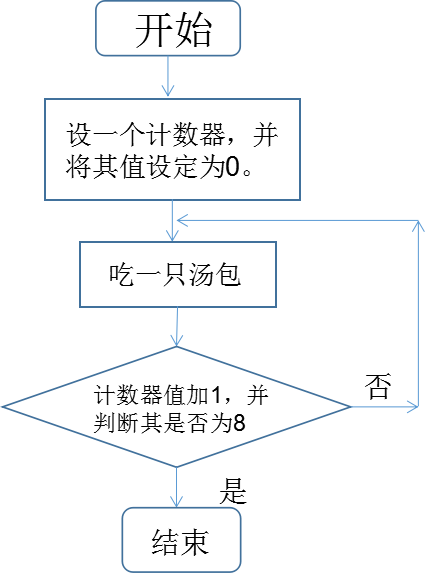 开始
设一个计数器，并
将其值设定为0。
吃一只汤包
计数器值加1，并
判断其是否为8
否
是
结束